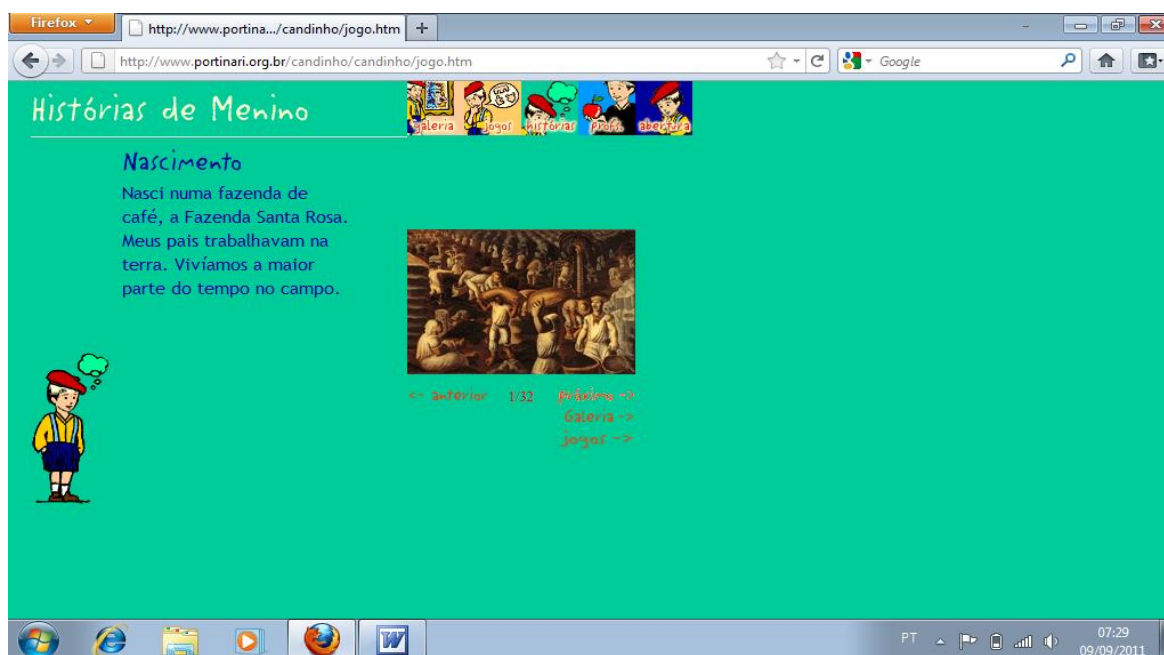 Firefox
http://www.portina.../candinho/jogo.htm
http://www.portinari.org.br/candinho/candinho/jogo.htm
Google
Histórias de Menino
galeria jogos histórias profs. abertura
Nascimento
Nasci numa fazenda de
café, a Fazenda Santa Rosa.
Meus pais trabalhavam na
terra. Vivíamos a maior
parte do tempo no campo.
<- anterior 1/32 próximo ->
Galeria ->
jogos ->
PT
07:29
09/09/2011